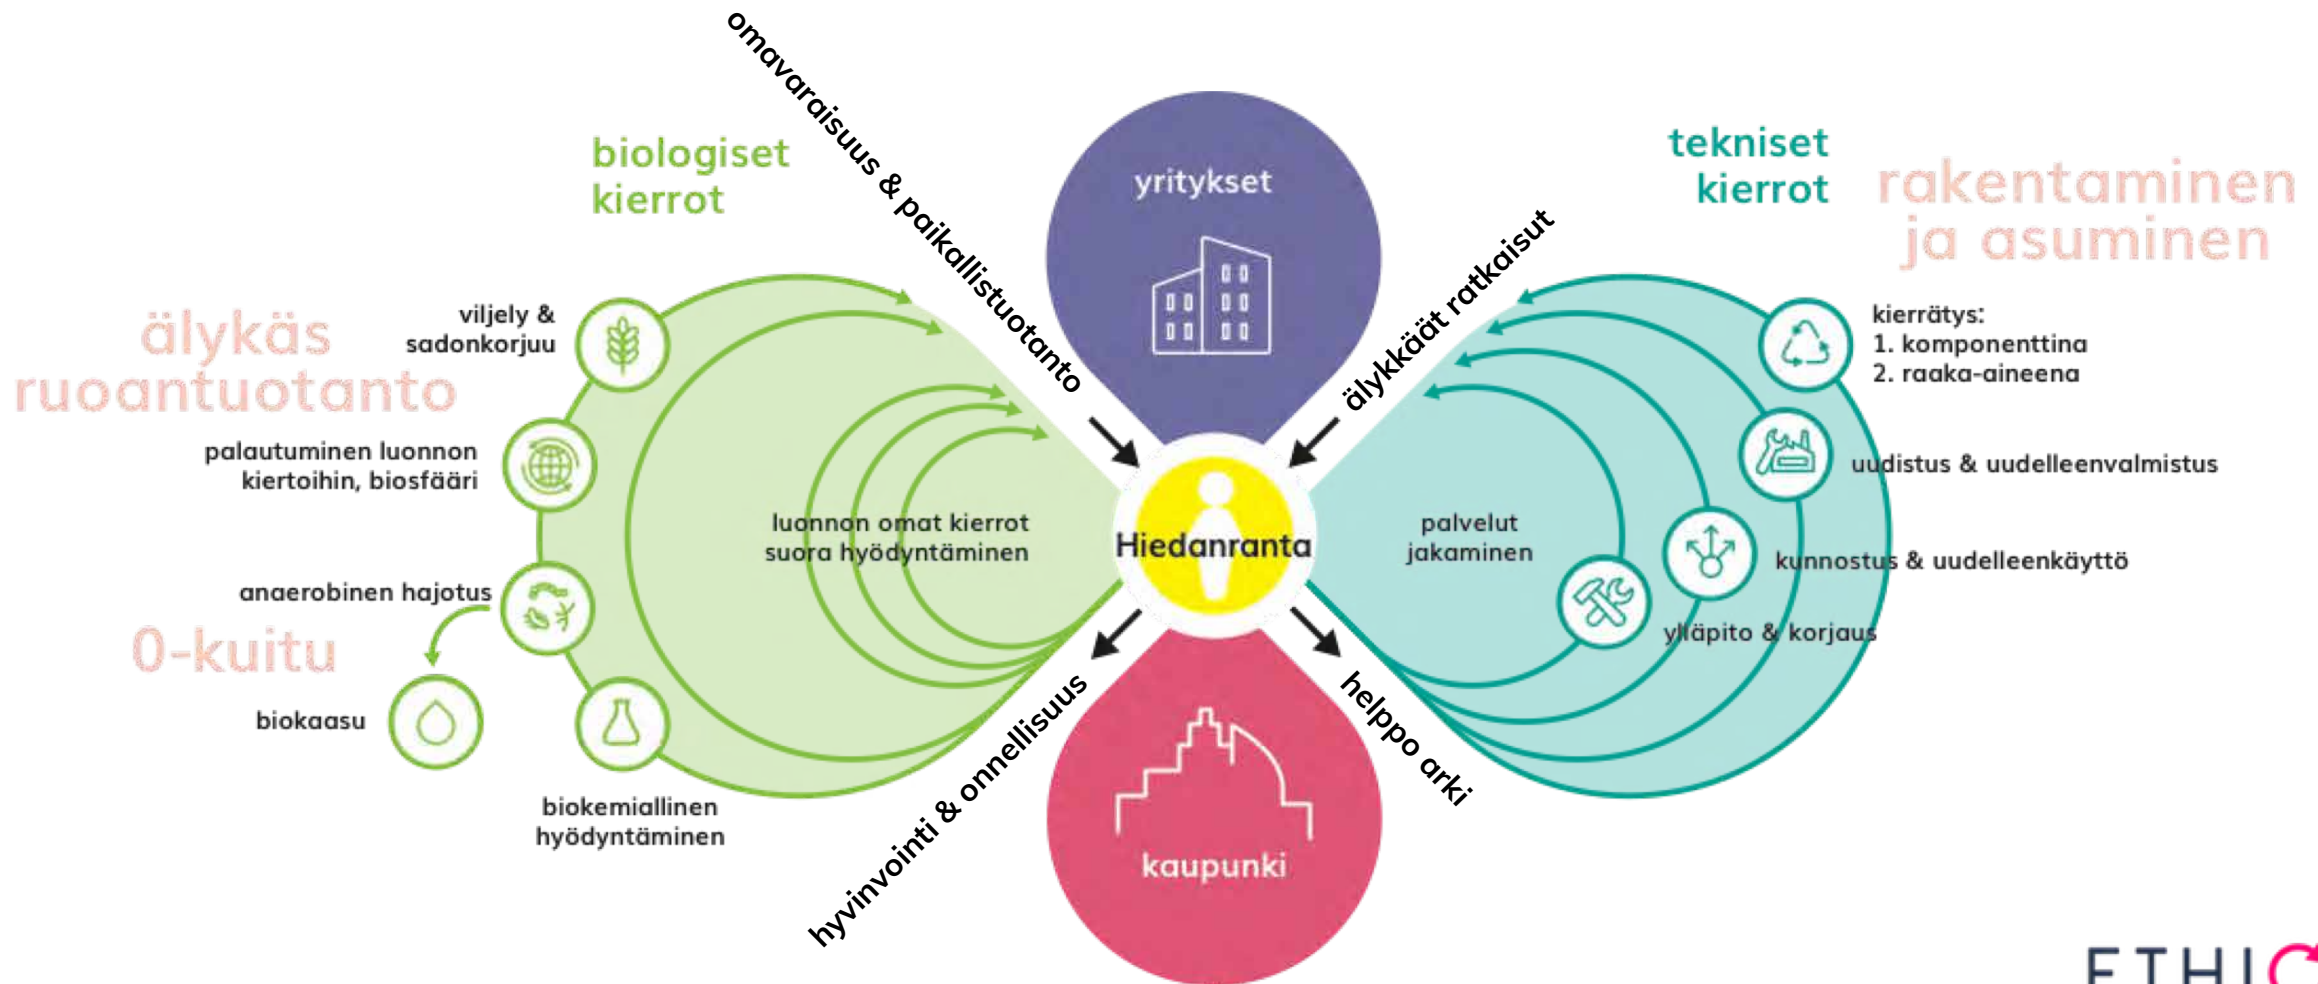 omavaraisuus & paikallistuotanto
biologiset
kierrot
yritykset
älykkäät ratkaisut
tekniset
kierrot
rakentaminen
ja asuminen
älykäs
ruoantuotanto
viljely &
sadonkorjuu
kierrätys:
1. komponenttina
2. raaka-aineena
palautuminen luonnon
kiertoihin, biosfääri
uudistus & uudelleenvalmistus
luonnon omat kierrot
suora hyödyntäminen
Hiedanranta
palvelut
jakaminen
kunnostus & uudelleenkäyttö
anaerobinen hajotus
0-kuitu
ylläpito & korjaus
biokaasu
biokemiallinen
hyödyntäminen
hyvinvointi & onnellisuus
helppo arki
kaupunki